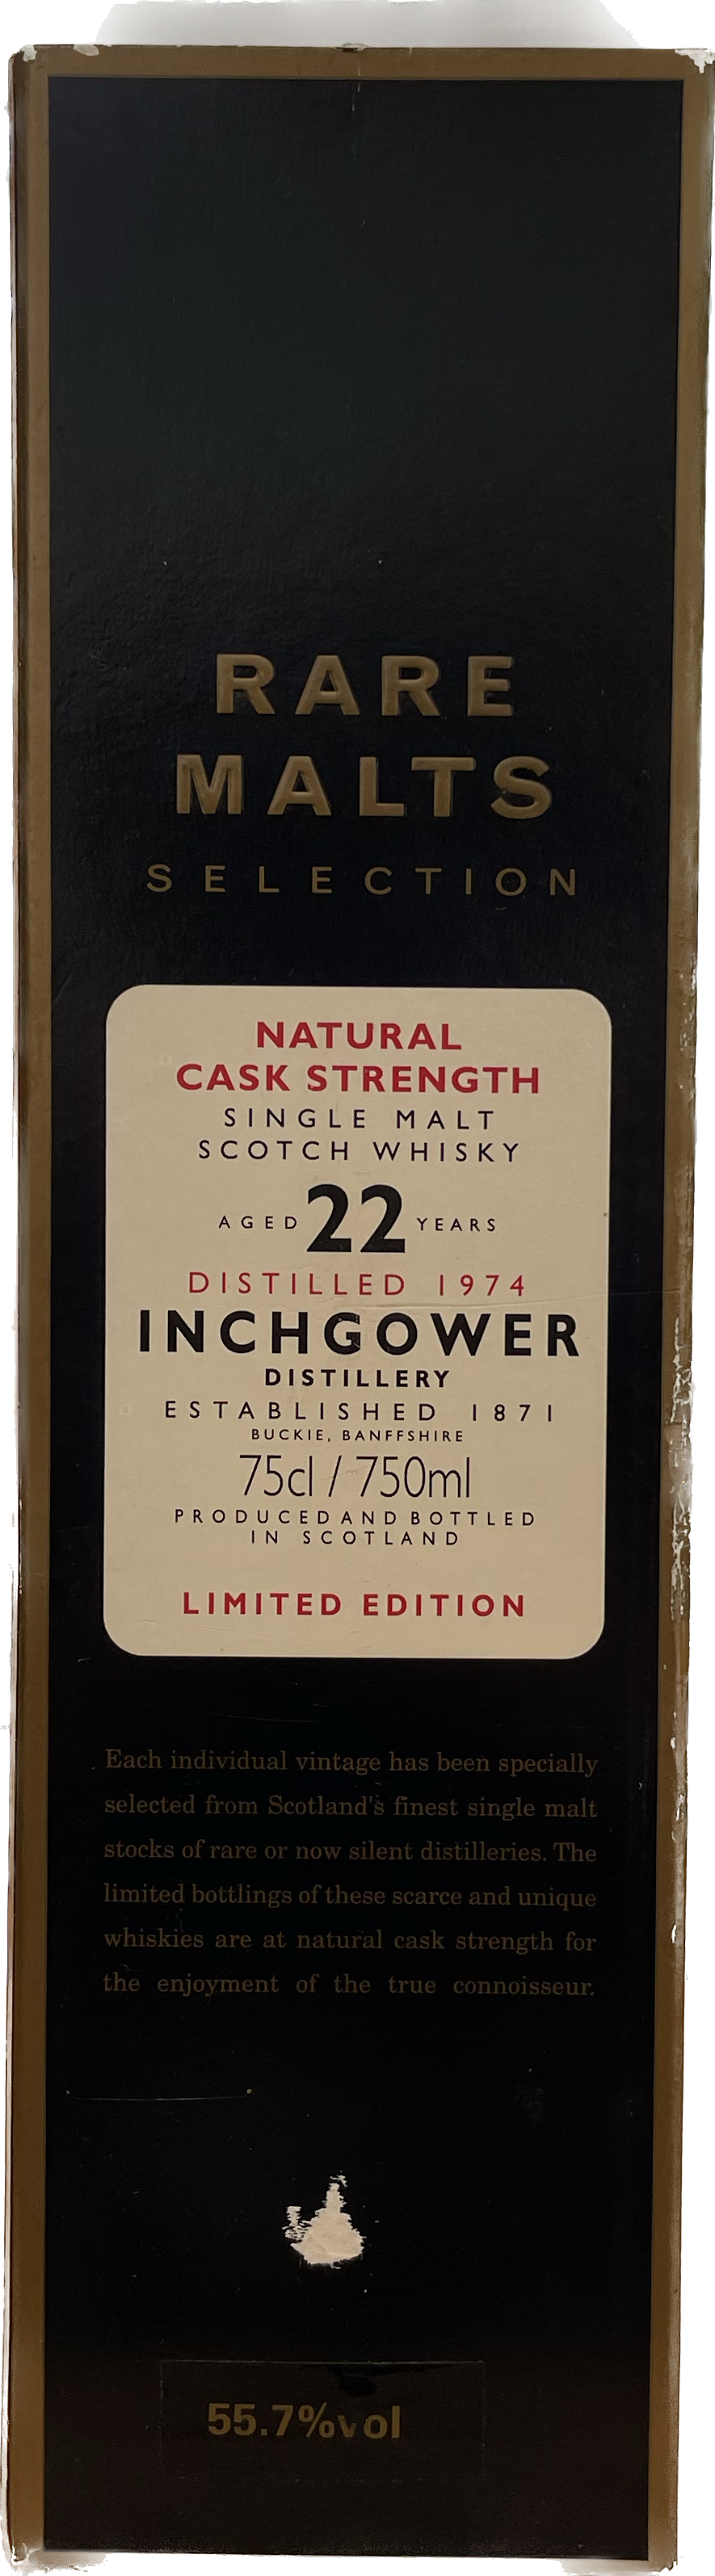 RARE
MALTS
SELECTION
NATURAL
CASK STRENGTH
SINGLE MALT
SCOTCH WHISKY
AGED 22 YEARS
DISTILLED 1974
INCHGOWER
DISTILLERY
ESTABLISHED 1871
BUCKIE, BANFFSHIRE
75cl / 750ml
PRODUCED AND BOTTLED
IN SCOTLAND
LIMITED EDITION
Each individual vintage has been specially
selected from Scotland's finest single malt
stocks of rare or now silent distilleries. The
limited bottlings of these scarce and unique
whiskies are at natural cask strength for
the enjoyment of the true connoisseur.
55.7%vol